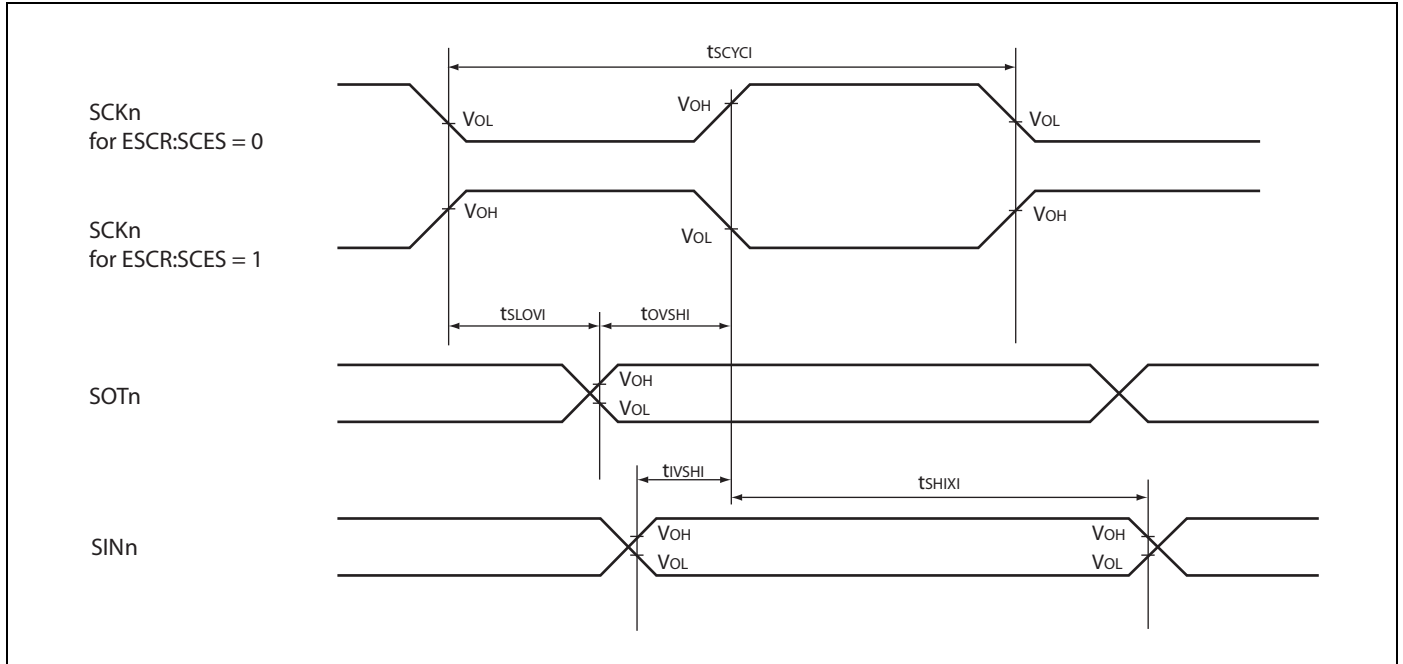 tSCYCI
SCKn
for ESCR:SCES = 0
VOL
VOH
VOL
SCKn
for ESCR:SCES = 1
VOH
VOL
VOH
tSLOVI
tOVSHI
SOTn
VOH
VOL
tIVSHI
tSHIXI
SINn
VOH
VOL
VOH
VOL